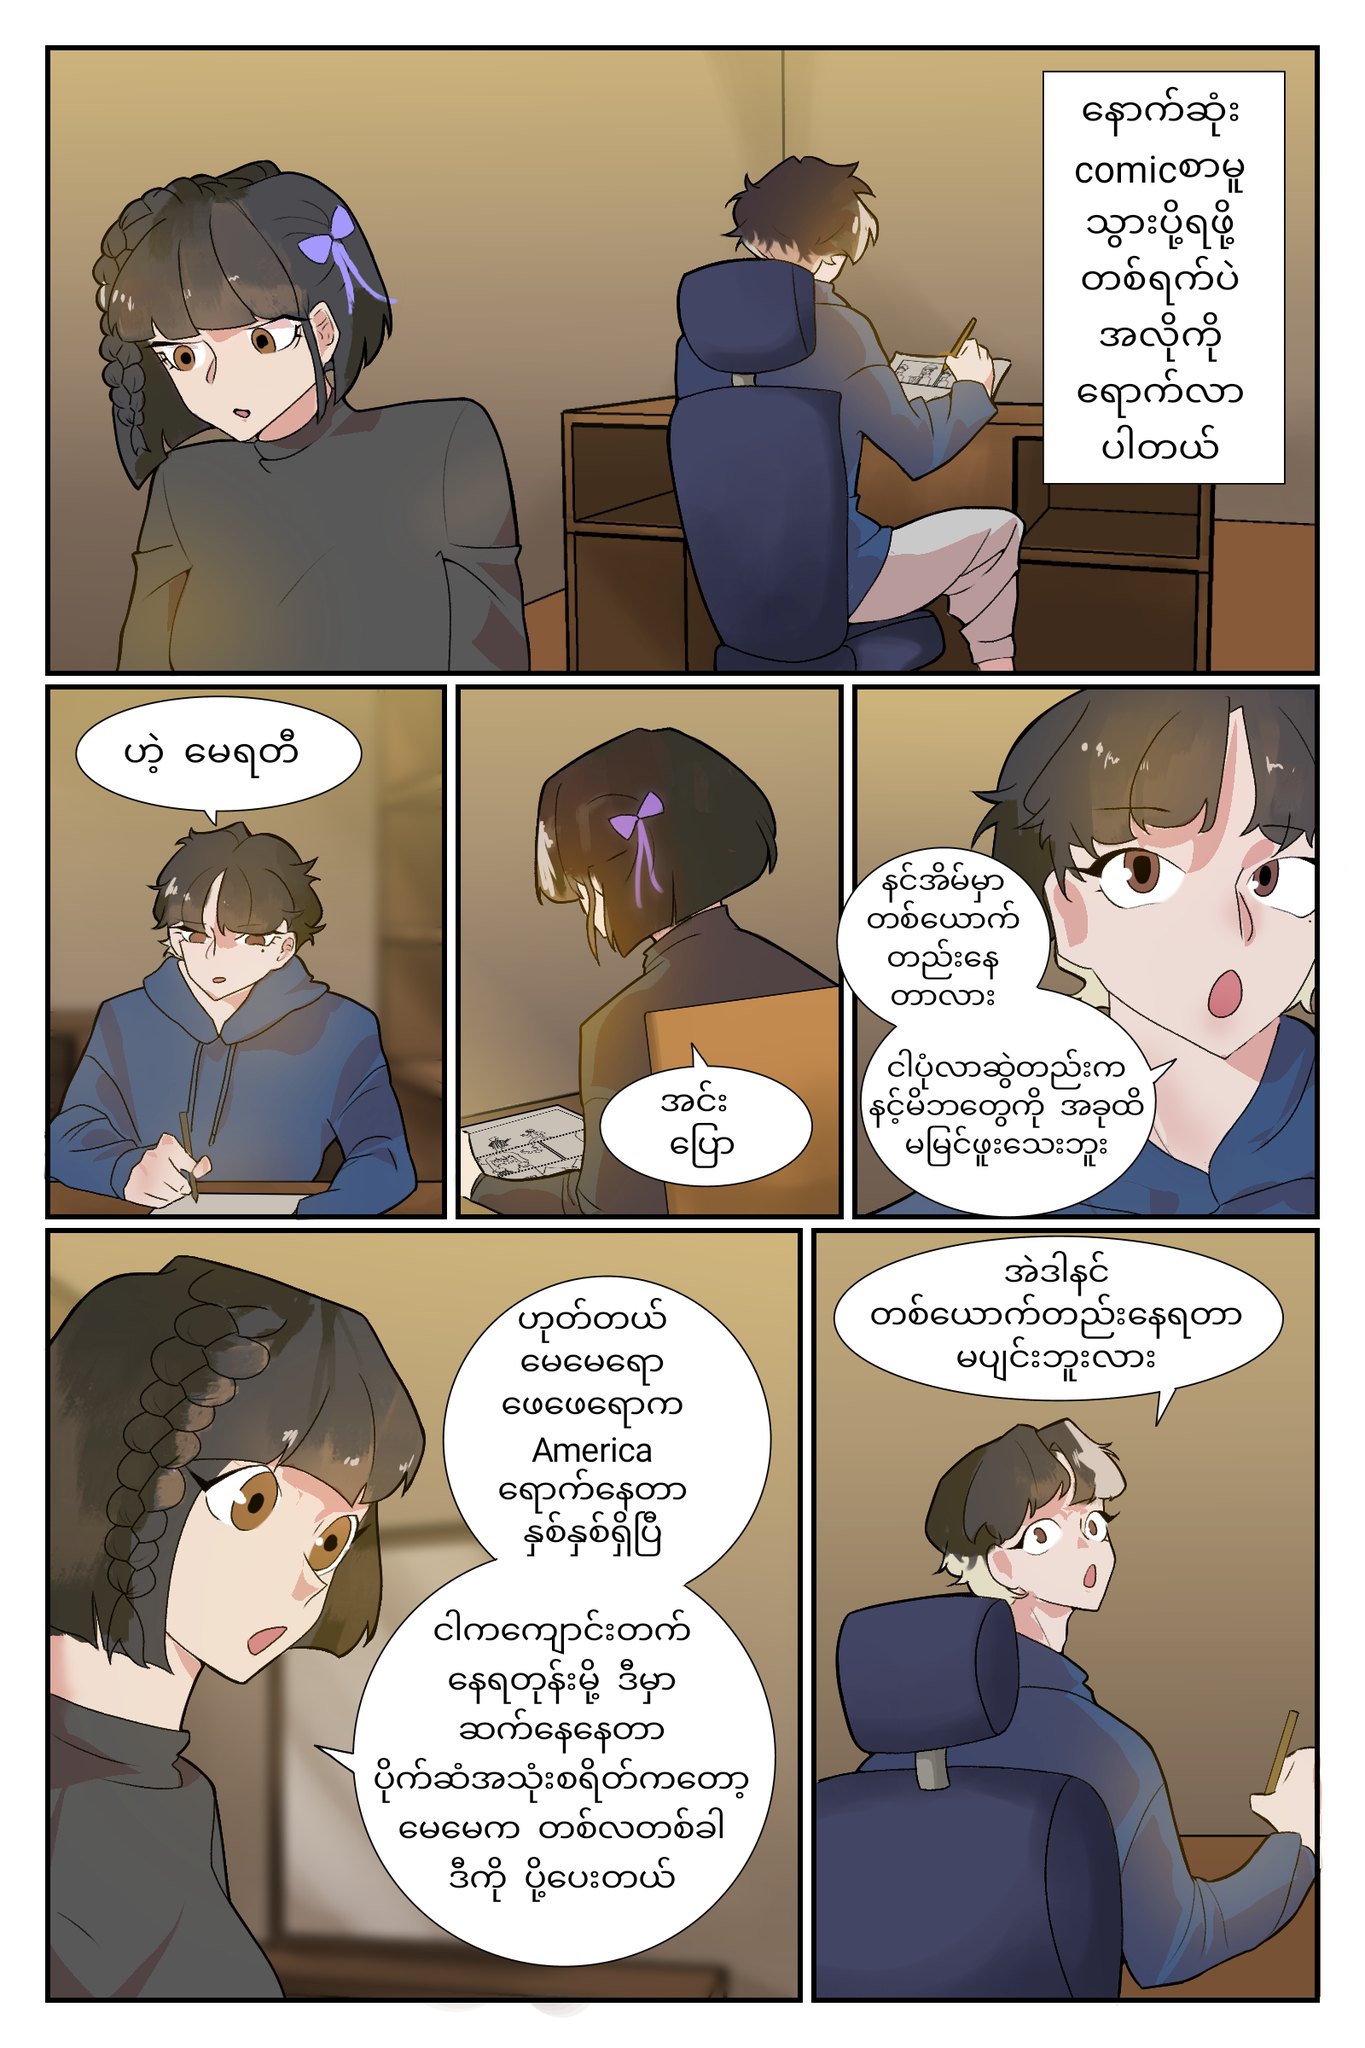 နောက်ဆုံး
comicစာမူ
သွားပို့ရဖို့
တစ်ရက်ပဲ
အလိုကို
ရောက်လာ
ပါတယ်
ဟဲ့ မေရတီ
အင်း
ပြော
နင်အိမ်မှာ
တစ်ယောက်
တည်းနေ
တာလား
ငါပုံလာဆွဲတည်းက
နင့်မိဘတွေကို အခုထိ
မမြင်ဖူးသေးဘူး
ဟုတ်တယ်
မေမေရော
ဖေဖေရောက
America
ရောက်နေတာ
နှစ်နှစ်ရှိပြီ
ငါကကျောင်းတက်
နေရတုန်းမို့ ဒီမှာ
ဆက်နေနေတာ
ပိုက်ဆံအသုံးစရိတ်ကတော့
မေမေက တစ်လတစ်ခါ
ဒီကို ပို့ပေးတယ်
အဲဒါနင်
တစ်ယောက်တည်းနေရတာ
မပျင်းဘူးလား